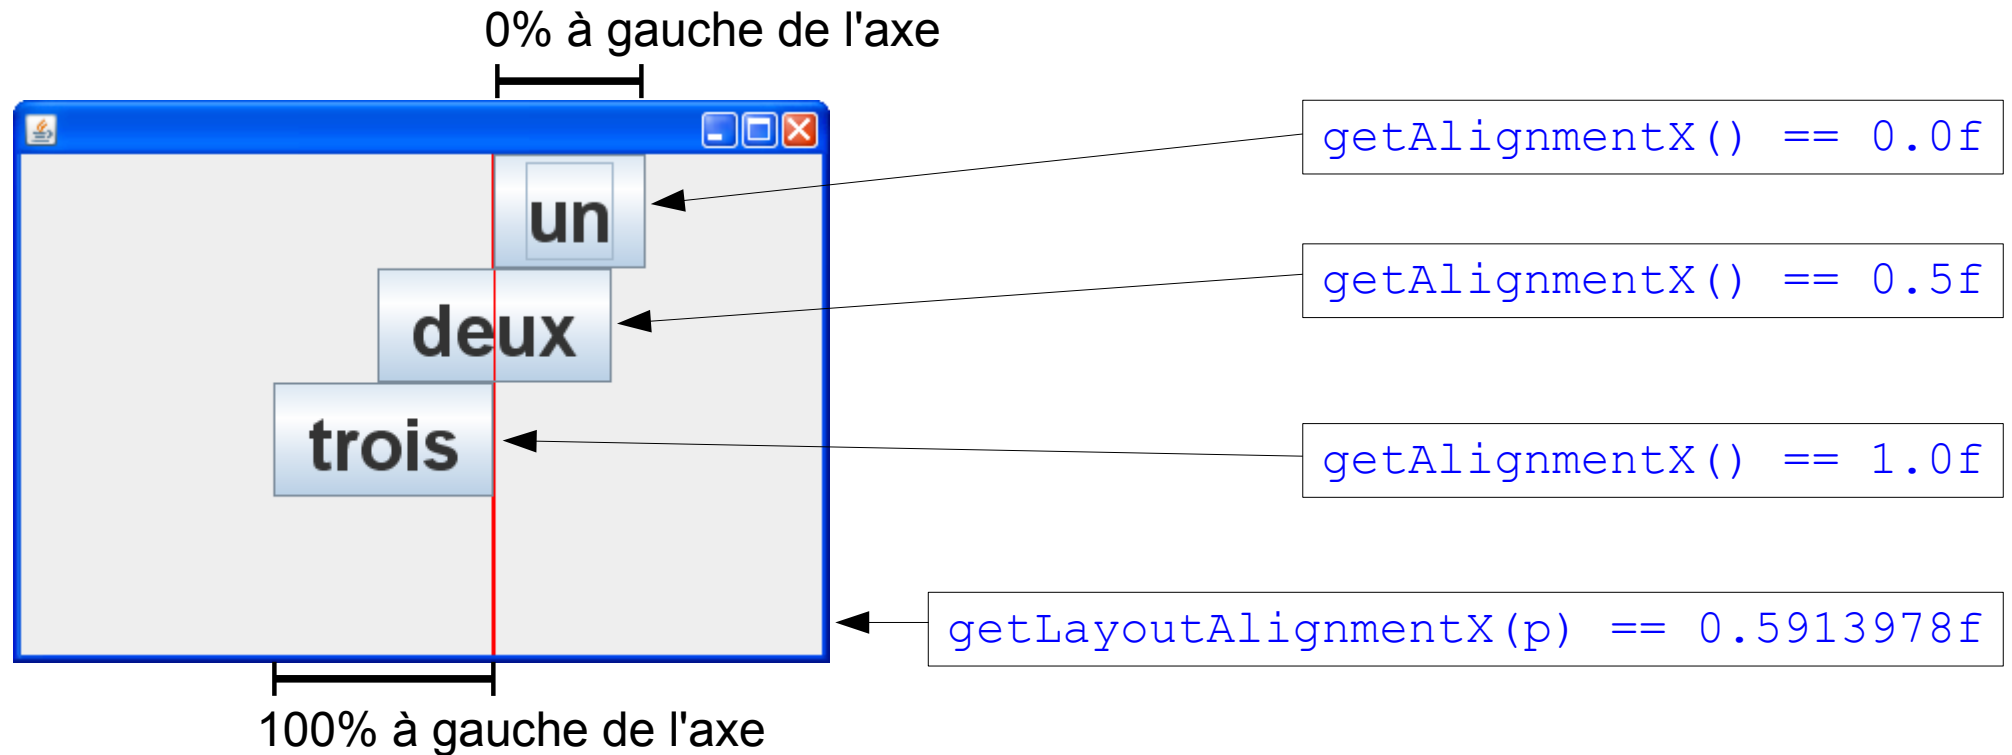 0% à gauche de l'axe
getAlignmentX() == 0.0f
un
getAlignmentX() == 0.5f
deux
trois
getAlignmentX() == 1.0f
getLayoutAlignmentX(p) == 0.5913978f
100% à gauche de l'axe